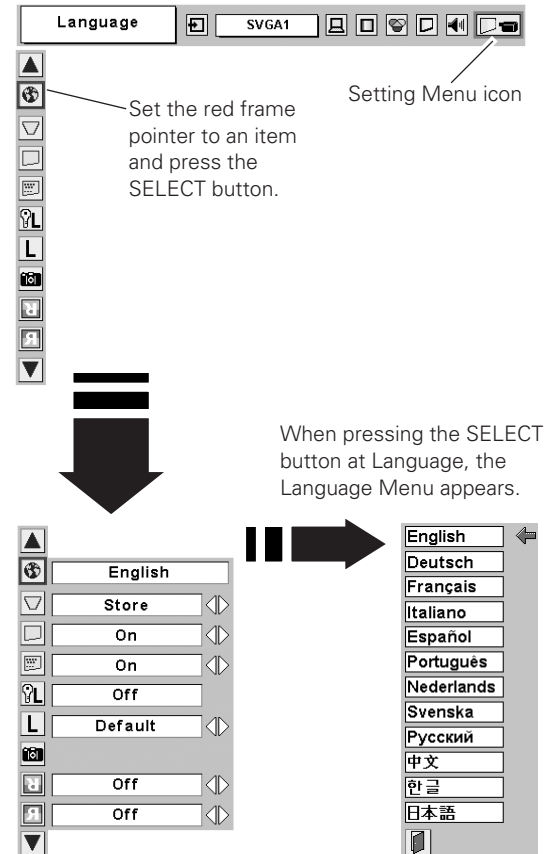 Language
SVGA1
Setting Menu icon
Set the red frame
pointer to an item
and press the
SELECT button.
L
L
When pressing the SELECT
button at Language, the
Language Menu appears.
English
Store
On
On
L
Off
L
Default
Off
Off
English
Deutsch
Français
Italiano
Español
Português
Nederlands
Svenska
Русский
中文
한글
日本語